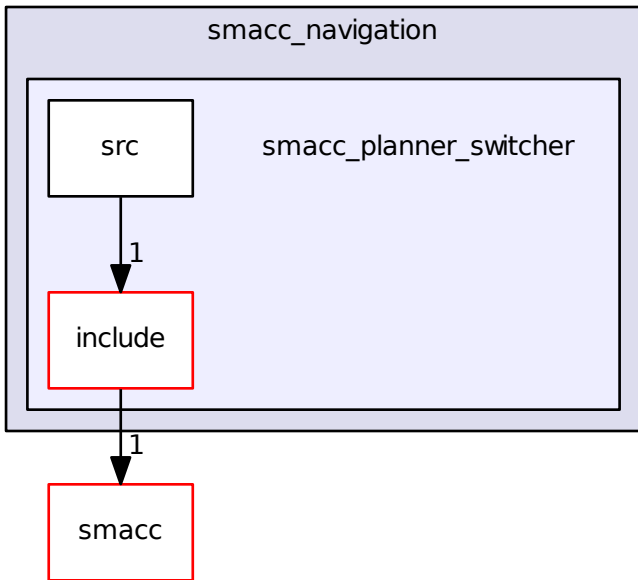 smacc_navigation
src
smacc_planner_switcher
1
include
1
smacc